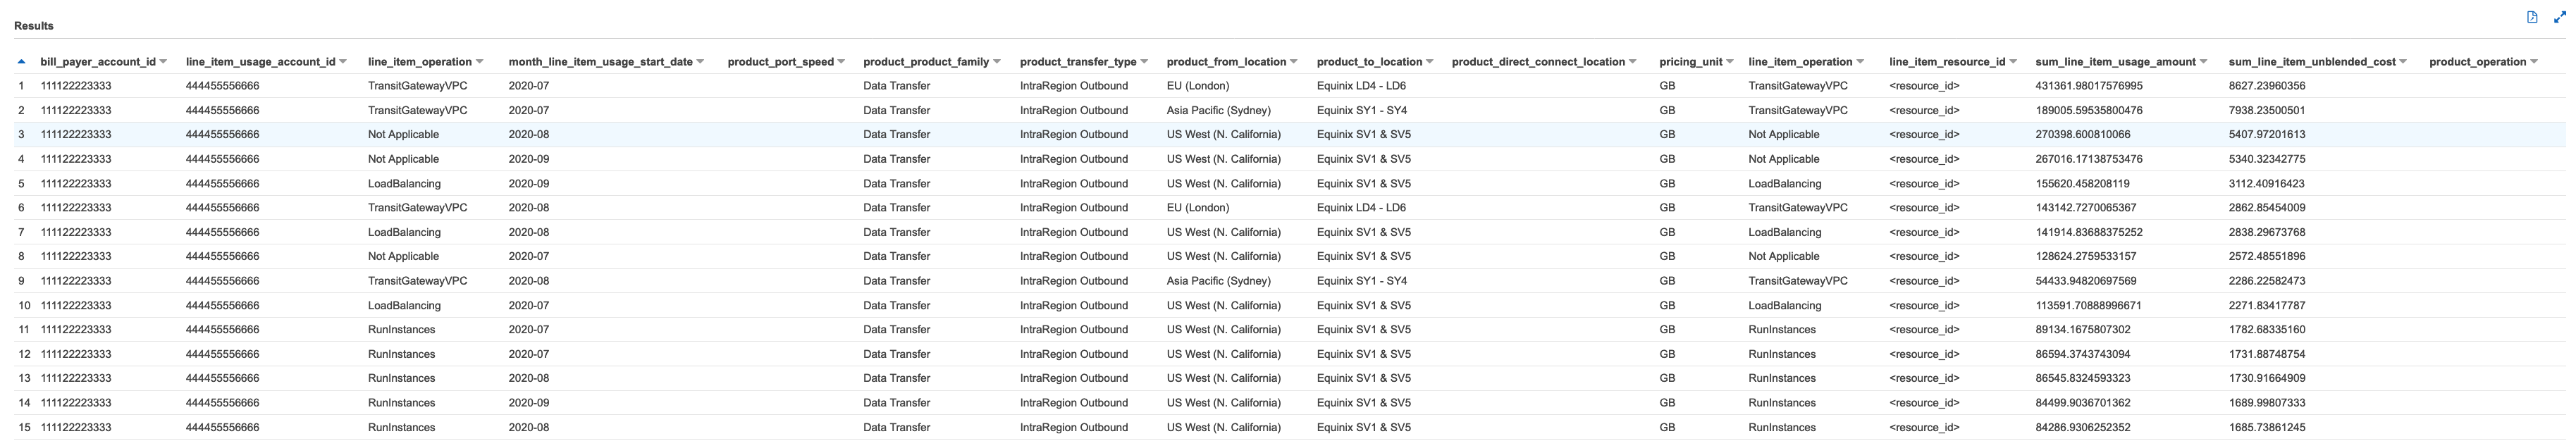 Results
bill_payer_account_id line_item_usage_account_id line_item_operation month_line_item_usage_start_date product_port_speed product_product_family product_transfer_type product_from_location product_to_location product_direct_connect_location pricing_unit line_item_operation line_item_resource_id sum_line_item_usage_amount sum_line_item_unblended_cost product_operation
1 111122223333 444455556666 TransitGatewayVPC 2020-07 Data Transfer IntraRegion Outbound EU (London) Equinix LD4 - LD6 GB TransitGatewayVPC <resource_id> 431361.98017576995 8627.23960356
2 111122223333 444455556666 TransitGatewayVPC 2020-07 Data Transfer IntraRegion Outbound Asia Pacific (Sydney) Equinix SY1 - SY4 GB TransitGatewayVPC <resource_id> 189005.59535800476 7938.23500501
3 111122223333 444455556666 Not Applicable 2020-08 Data Transfer IntraRegion Outbound US West (N. California) Equinix SV1 & SV5 GB Not Applicable <resource_id> 270398.600810066 5407.97201613
4 111122223333 444455556666 Not Applicable 2020-09 Data Transfer IntraRegion Outbound US West (N. California) Equinix SV1 & SV5 GB Not Applicable <resource_id> 267016.17138753476 5340.32342775
5 111122223333 444455556666 LoadBalancing 2020-09 Data Transfer IntraRegion Outbound US West (N. California) Equinix SV1 & SV5 GB LoadBalancing <resource_id> 155620.458208119 3112.40916423
6 111122223333 444455556666 TransitGatewayVPC 2020-08 Data Transfer IntraRegion Outbound EU (London) Equinix LD4 - LD6 GB TransitGatewayVPC <resource_id> 143142.7270065367 2862.85454009
7 111122223333 444455556666 LoadBalancing 2020-08 Data Transfer IntraRegion Outbound US West (N. California) Equinix SV1 & SV5 GB LoadBalancing <resource_id> 141914.83688375252 2838.29673768
8 111122223333 444455556666 Not Applicable 2020-07 Data Transfer IntraRegion Outbound US West (N. California) Equinix SV1 & SV5 GB Not Applicable <resource_id> 128624.2759533157 2572.48551896
9 111122223333 444455556666 TransitGatewayVPC 2020-08 Data Transfer IntraRegion Outbound Asia Pacific (Sydney) Equinix SY1 - SY4 GB TransitGatewayVPC <resource_id> 54433.94820697569 2286.22582473
10 111122223333 444455556666 LoadBalancing 2020-07 Data Transfer IntraRegion Outbound US West (N. California) Equinix SV1 & SV5 GB LoadBalancing <resource_id> 113591.70888996671 2271.83417787
11 111122223333 444455556666 RunInstances 2020-07 Data Transfer IntraRegion Outbound US West (N. California) Equinix SV1 & SV5 GB RunInstances <resource_id> 89134.1675807302 1782.68335160
12 111122223333 444455556666 RunInstances 2020-07 Data Transfer IntraRegion Outbound US West (N. California) Equinix SV1 & SV5 GB RunInstances <resource_id> 86594.3743743094 1731.88748754
13 111122223333 444455556666 RunInstances 2020-08 Data Transfer IntraRegion Outbound US West (N. California) Equinix SV1 & SV5 GB RunInstances <resource_id> 86545.8324593323 1730.91664909
14 111122223333 444455556666 RunInstances 2020-09 Data Transfer IntraRegion Outbound US West (N. California) Equinix SV1 & SV5 GB RunInstances <resource_id> 84499.9036701362 1689.99807333
15 111122223333 444455556666 RunInstances 2020-08 Data Transfer IntraRegion Outbound US West (N. California) Equinix SV1 & SV5 GB RunInstances <resource_id> 84286.9306252352 1685.73861245